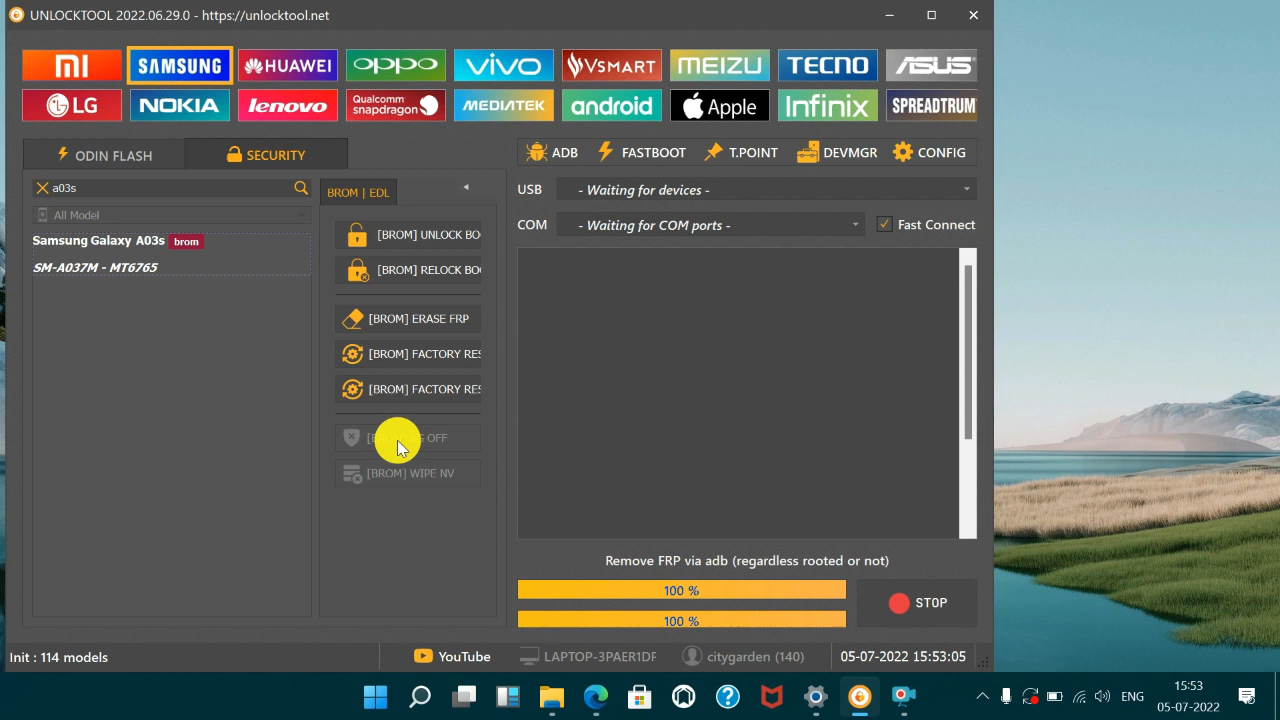 UNLOCKTOOL 2022.06.29.0 - https://unlocktool.net
mi SAMSUNG HUAWEI oppo vivo VSMART MEIZU TECNO ASUS
LG NOKIA lenovo Qualcomm snapdragon MEDIATEK android Apple Infinix SPREADTRUM
ODIN FLASH SECURITY
ADB FASTBOOT T.POINT DEVMGR CONFIG
a03s
All Model
Samsung Galaxy A03s brom
SM-A037M - MT6765
BROM | EDL
[BROM] UNLOCK BO
[BROM] RELOCK BO
[BROM] ERASE FRP
[BROM] FACTORY RES
[BROM] FACTORY RES
OFF
[BROM] WIPE NV
USB - Waiting for devices -
COM - Waiting for COM ports - Fast Connect
Remove FRP via adb (regardless rooted or not)
100 %
100 %
STOP
Init : 114 models YouTube LAPTOP-3PAER1DF citygarden (140) 05-07-2022 15:53:05
ENG 15:53
05-07-2022